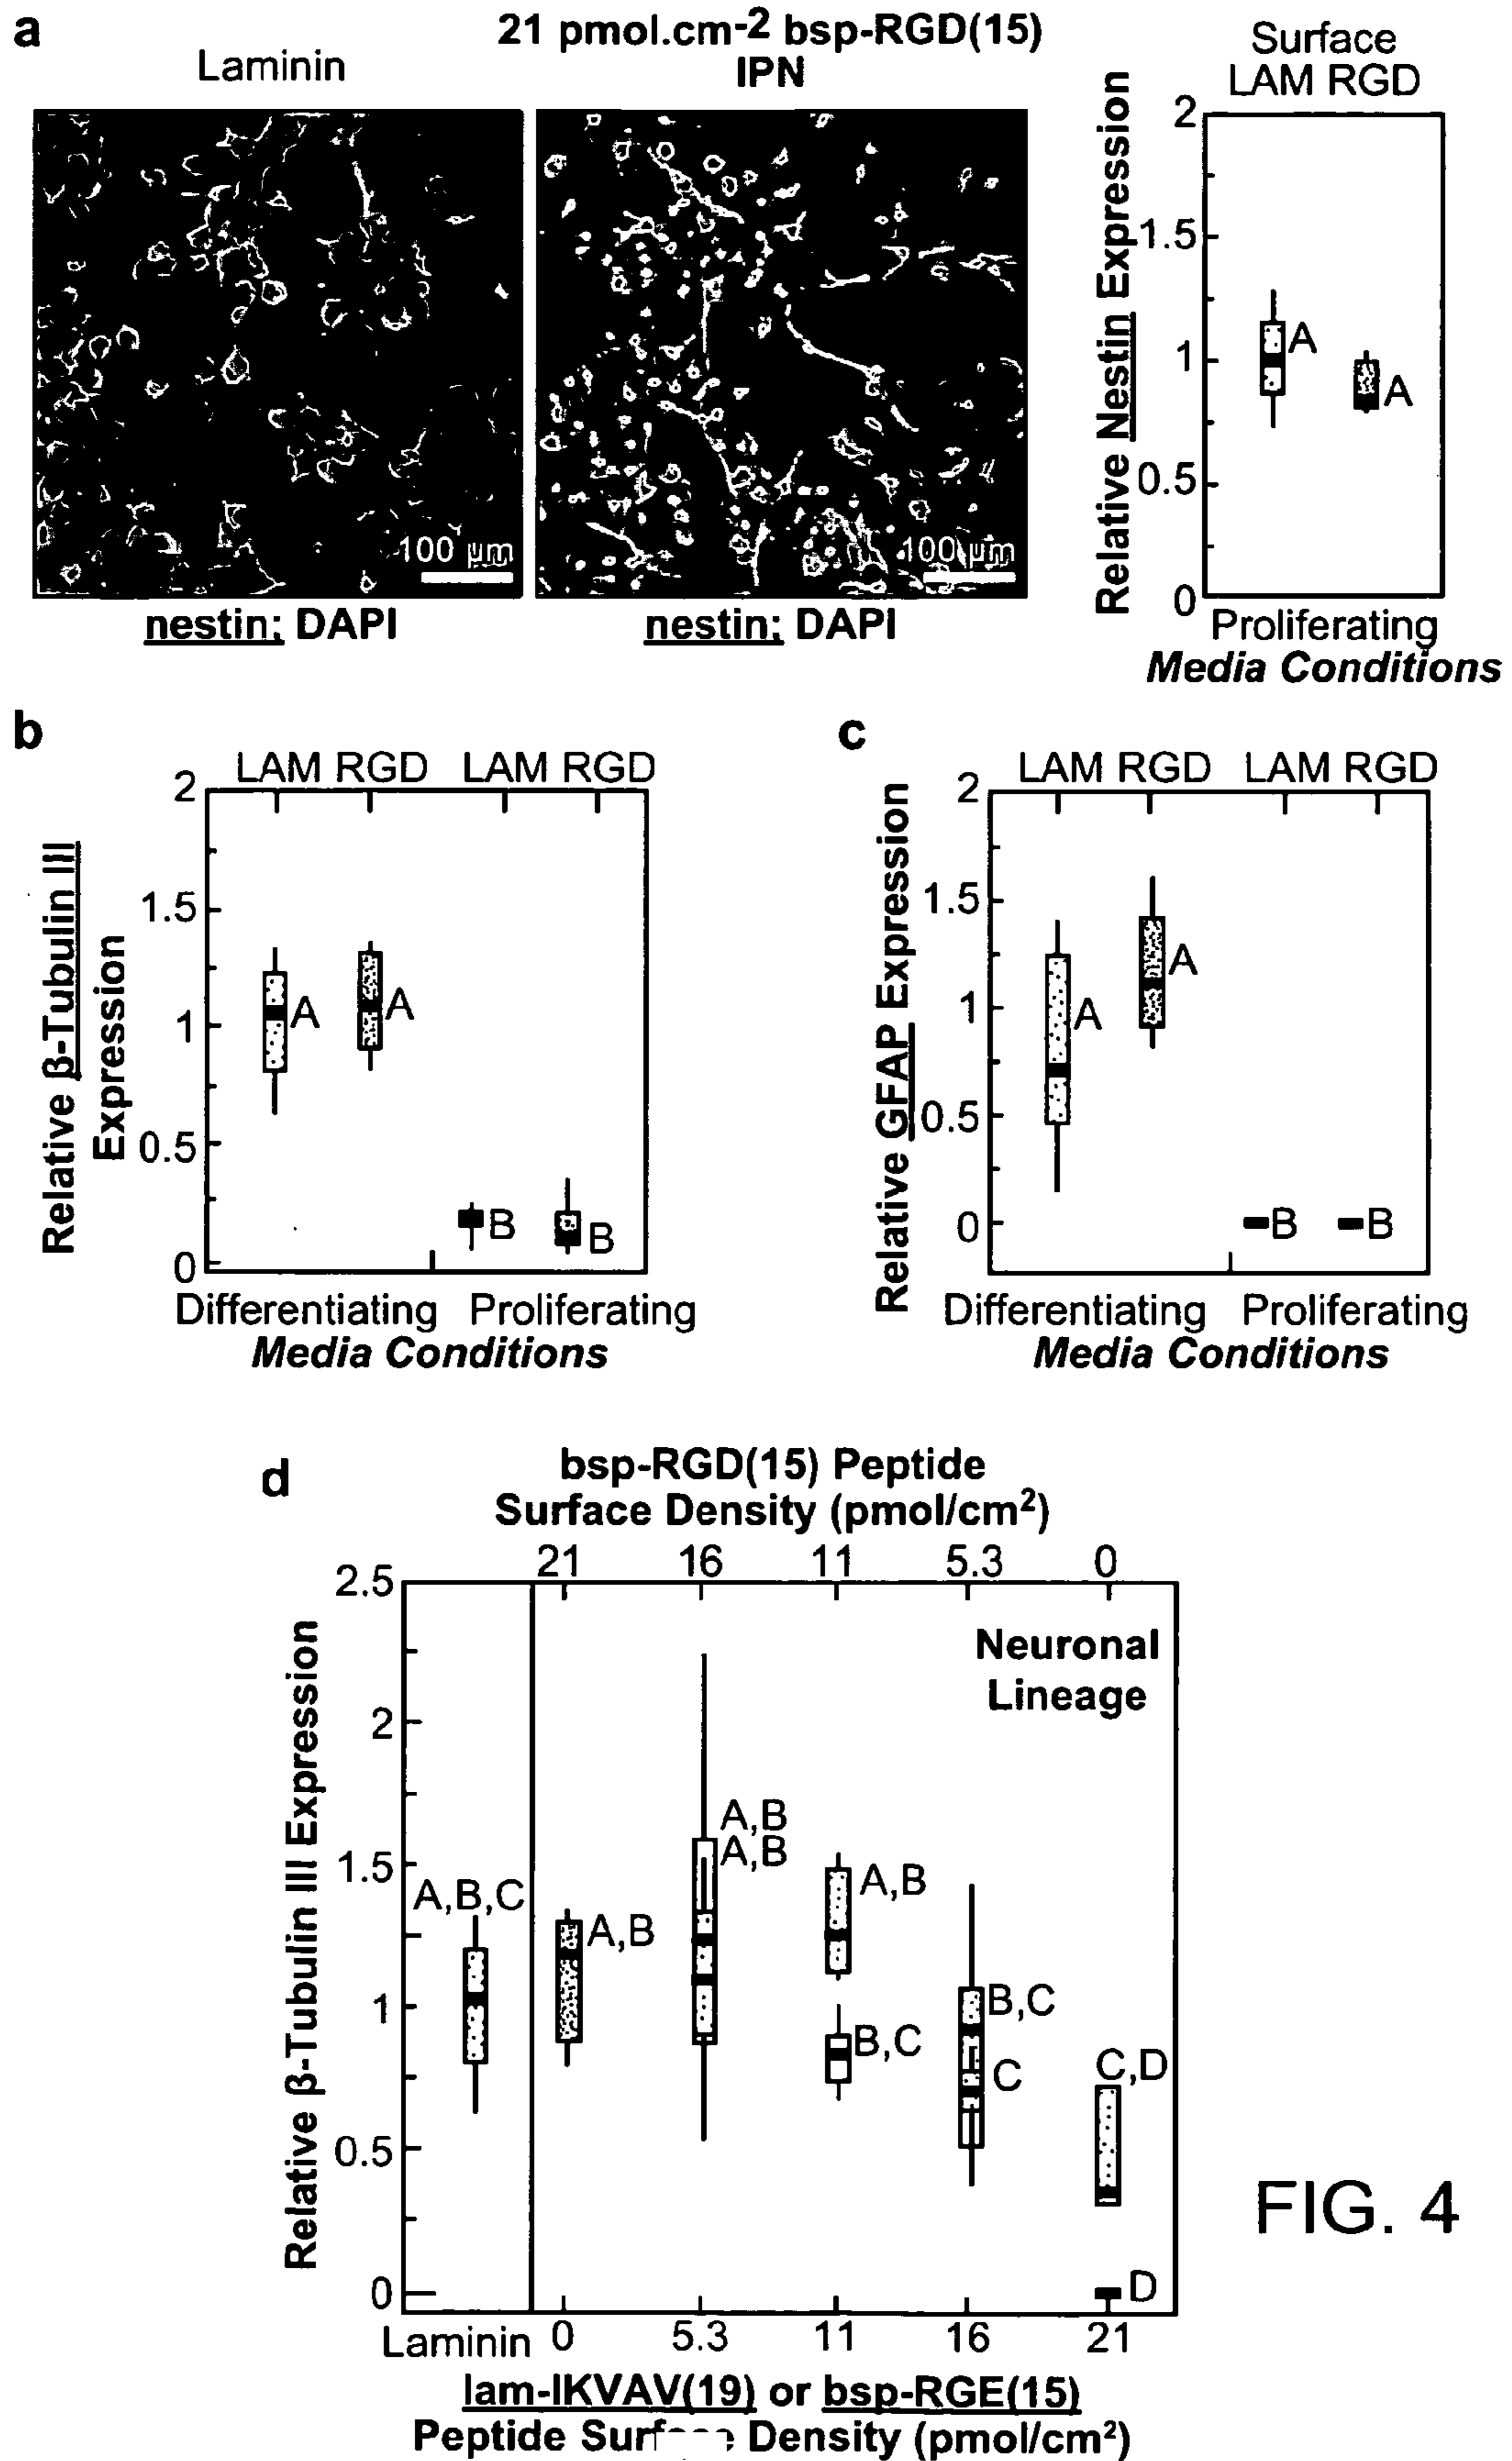 a
Laminin
21 pmol.cm-2 bsp-RGD(15)
IPN
100 µm
100 µm
nestin; DAPI
nestin; DAPI
Surface
LAM RGD
Relative Nestin Expression
2
1.5
1
0.5
0
A
A
Proliferating
Media Conditions
b
LAM RGD LAM RGD
Relative β-Tubulin III
Expression
2
1.5
1
0.5
0
A
A
B
B
Differentiating Proliferating
Media Conditions
c
LAM RGD LAM RGD
Relative GFAP Expression
2
1.5
1
0.5
0
A
A
B
B
Differentiating Proliferating
Media Conditions
d
bsp-RGD(15) Peptide
Surface Density (pmol/cm2)
21 16 11 5.3 0
Relative β-Tubulin III Expression
2.5
2
1.5
1
0.5
0
Neuronal
Lineage
A,B,C
A,B
A,B
A,B
A,B
B,C
B,C
C
C,D
D
Laminin 0 5.3 11 16 21
lam-IKVAV(19) or bsp-RGE(15)
Peptide Density (pmol/cm2)
FIG. 4